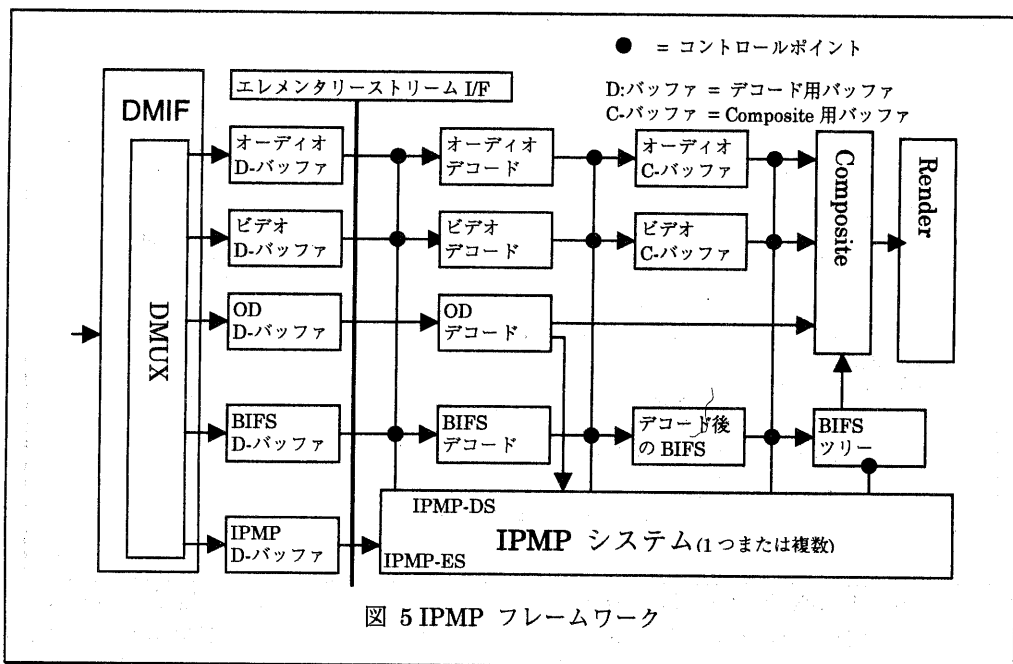 ● = コントロールポイント
エレメンタリーストリーム I/F
D:バッファ = デコード用バッファ
C-バッファ = Composite 用バッファ
DMIF
DMUX
オーディオ
D-バッファ
オーディオ
デコード
オーディオ
C-バッファ
Composite
Render
ビデオ
D-バッファ
ビデオ
デコード
ビデオ
C-バッファ
OD
D-バッファ
OD
デコード
BIFS
D-バッファ
BIFS
デコード
デコード後
の BIFS
BIFS
ツリー
IPMP
D-バッファ
IPMP-DS
IPMP システム(1 つまたは複数)
IPMP-ES
図 5 IPMP フレームワーク